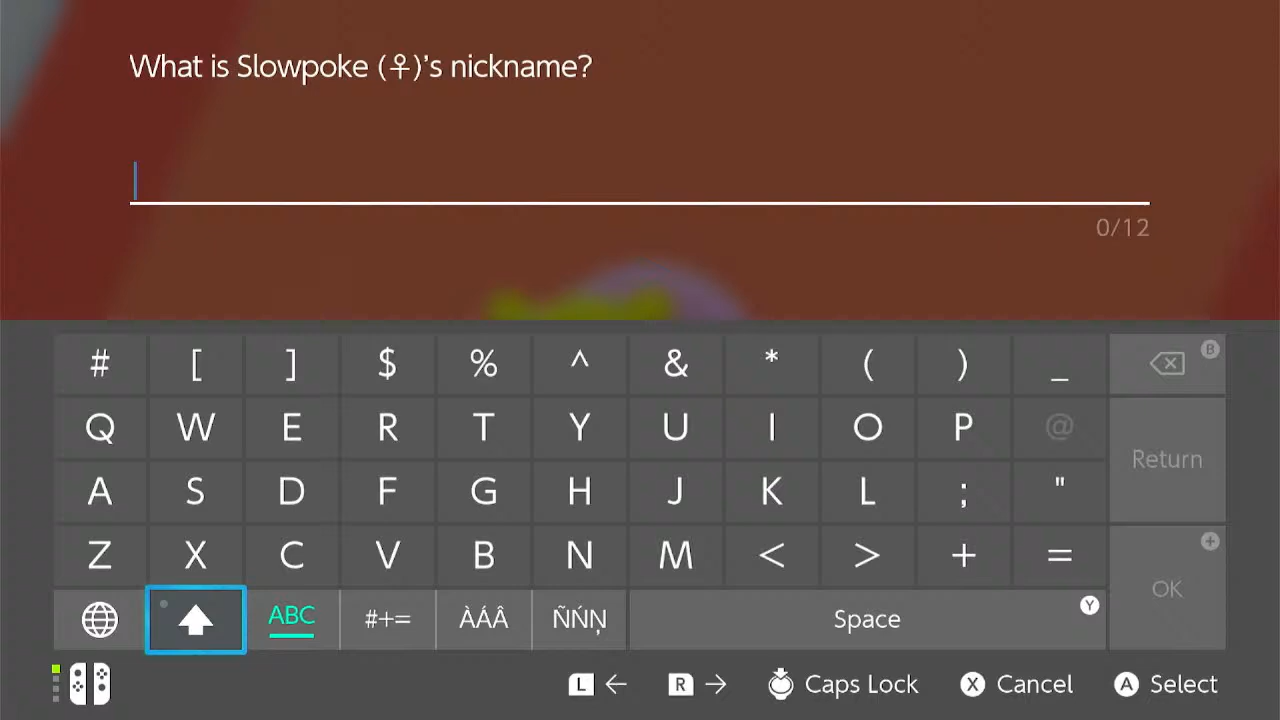 What is Slowpoke (♀)'s nickname?
0/12
# [ ] $ % ^ & * ( ) _ B
Q W E R T Y U I O P @
A S D F G H J K L ; " Return
Z X C V B N M < > + = +
OK
ABC #+= ÀÁÂ ÑŃŅ Space Y
L ← R → Caps Lock X Cancel A Select